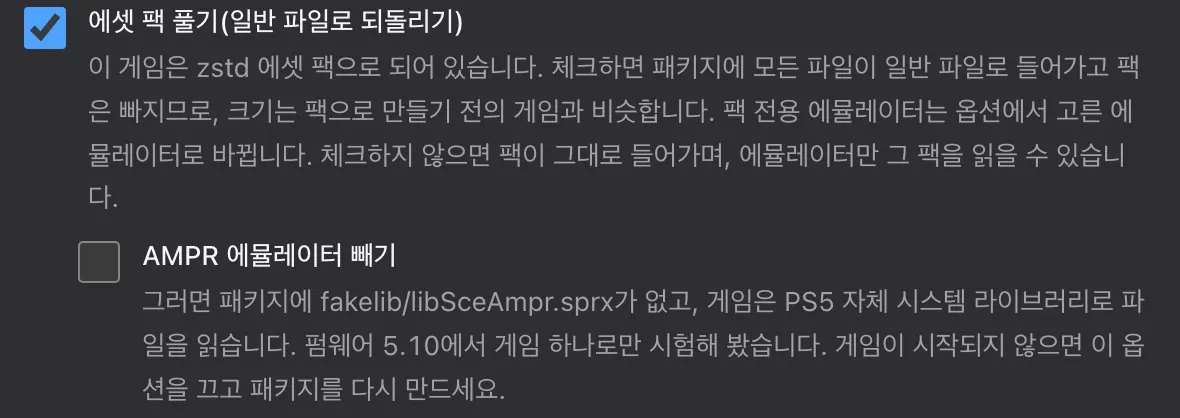 에셋 팩 풀기(일반 파일로 되돌리기)
이 게임은 zstd 에셋 팩으로 되어 있습니다. 체크하면 패키지에 모든 파일이 일반 파일로 들어가고 팩
은 빠지므로, 크기는 팩으로 만들기 전의 게임과 비슷합니다. 팩 전용 에뮬레이터는 옵션에서 고른 에
뮬레이터로 바뀝니다. 체크하지 않으면 팩이 그대로 들어가며, 에뮬레이터만 그 팩을 읽을 수 있습니
다.
AMPR 에뮬레이터 빼기
그러면 패키지에 fakelib/libSceAmpr.sprx가 없고, 게임은 PS5 자체 시스템 라이브러리로 파
일을 읽습니다. 펌웨어 5.10에서 게임 하나로만 시험해 봤습니다. 게임이 시작되지 않으면 이 옵
션을 끄고 패키지를 다시 만드세요.